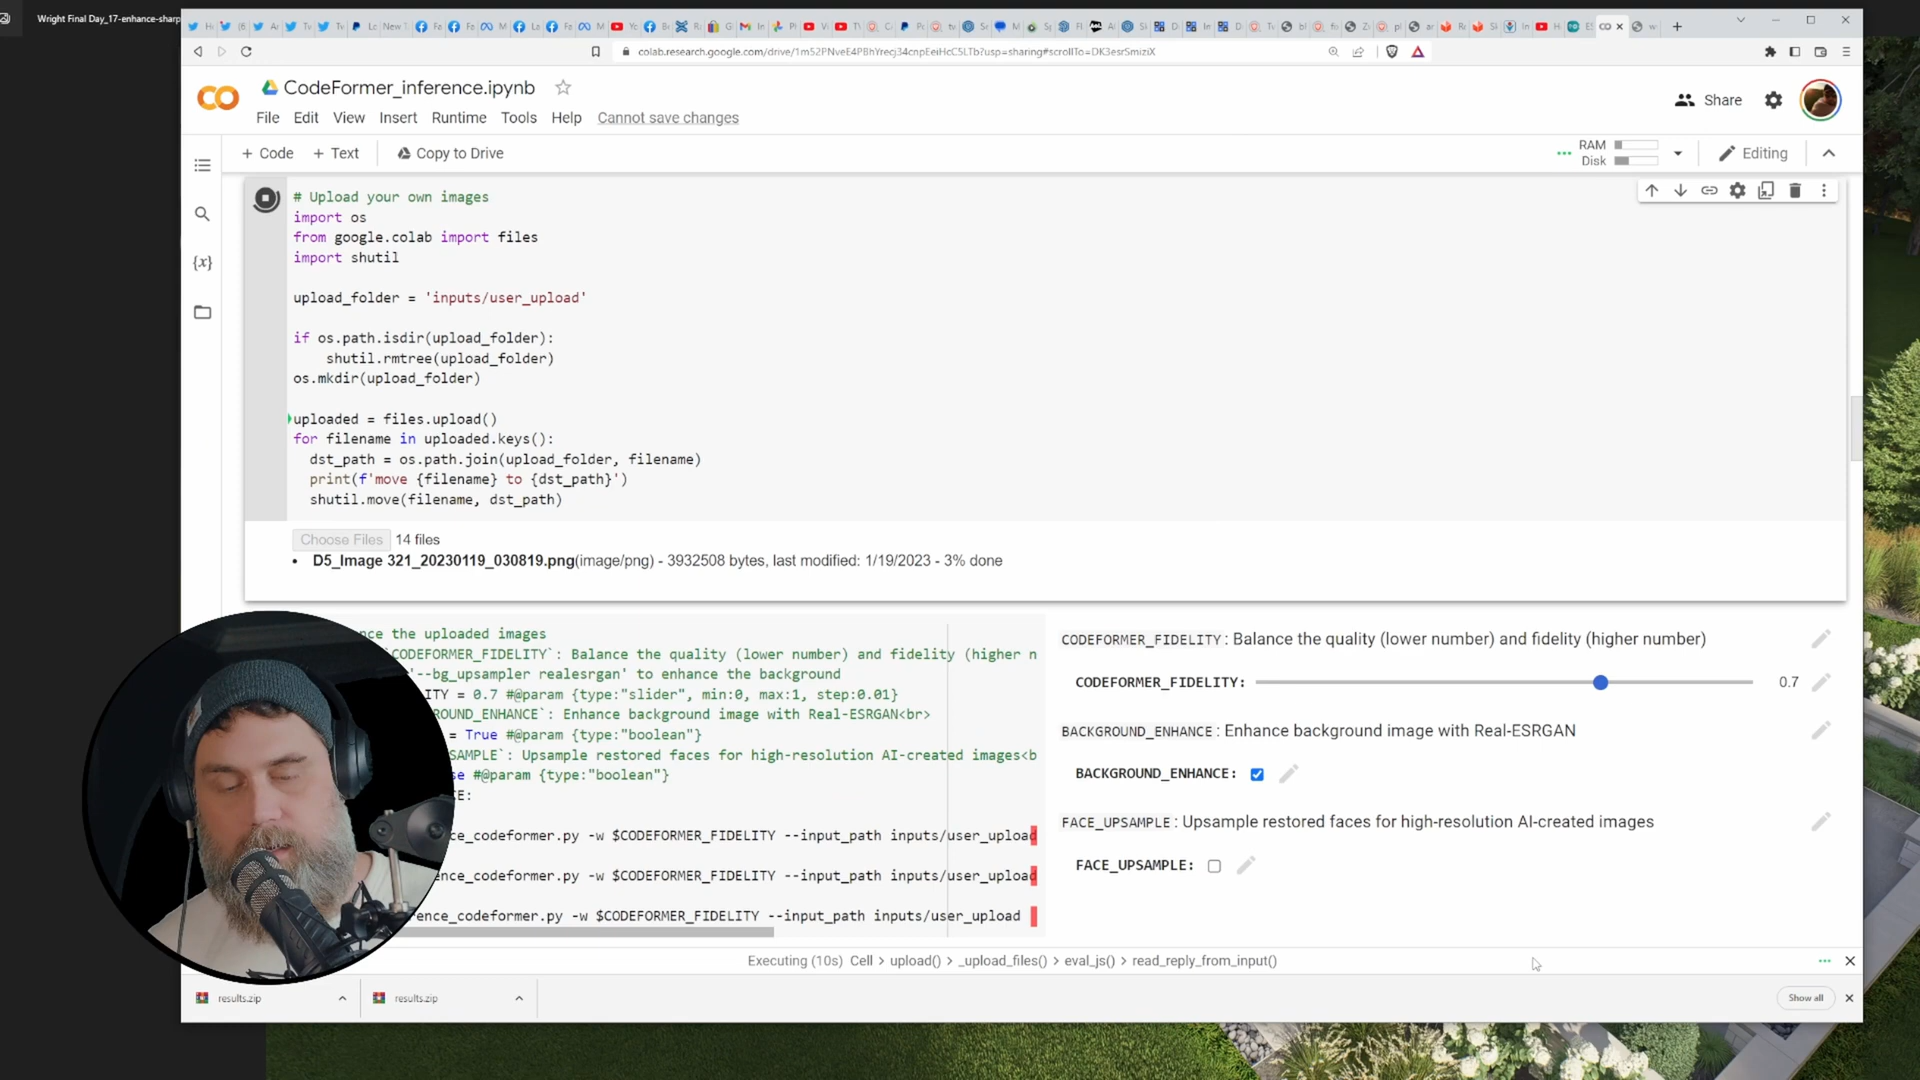 Wright Final Day_17-enhance-sharp
colab.research.google.com/drive/1m52PNveE4PBhYrecj34cnpEeiHcC5LTb?usp=sharing#scrollTo=DK3esrSmiziX
CO
CodeFormer_inference.ipynb
File Edit View Insert Runtime Tools Help Cannot save changes
Share
+ Code + Text Copy to Drive
RAM
Disk
Editing
{x}
# Upload your own images
import os
from google.colab import files
import shutil
upload_folder = 'inputs/user_upload'
if os.path.isdir(upload_folder):
shutil.rmtree(upload_folder)
os.mkdir(upload_folder)
uploaded = files.upload()
for filename in uploaded.keys():
dst_path = os.path.join(upload_folder, filename)
print(f'move {filename} to {dst_path}')
shutil.move(filename, dst_path)
Choose Files 14 files
• D5_Image 321_20230119_030819.png(image/png) - 3932508 bytes, last modified: 1/19/2023 - 3% done
nce the uploaded images
CODEFORMER_FIDELITY`: Balance the quality (lower number) and fidelity (higher n
'--bg_upsampler realesrgan' to enhance the background
ITY = 0.7 #@param {type:"slider", min:0, max:1, step:0.01}
ROUND_ENHANCE`: Enhance background image with Real-ESRGAN<br>
= True #@param {type:"boolean"}
SAMPLE`: Upsample restored faces for high-resolution AI-created images<b
se #@param {type:"boolean"}
CE:
ce_codeformer.py -w $CODEFORMER_FIDELITY --input_path inputs/user_upload
nce_codeformer.py -w $CODEFORMER_FIDELITY --input_path inputs/user_upload
rence_codeformer.py -w $CODEFORMER_FIDELITY --input_path inputs/user_upload
CODEFORMER_FIDELITY : Balance the quality (lower number) and fidelity (higher number)
CODEFORMER_FIDELITY: 0.7
BACKGROUND_ENHANCE : Enhance background image with Real-ESRGAN
BACKGROUND_ENHANCE:
FACE_UPSAMPLE : Upsample restored faces for high-resolution AI-created images
FACE_UPSAMPLE:
Executing (10s) Cell > upload() > _upload_files() > eval_js() > read_reply_from_input()
results.zip
results.zip
Show all